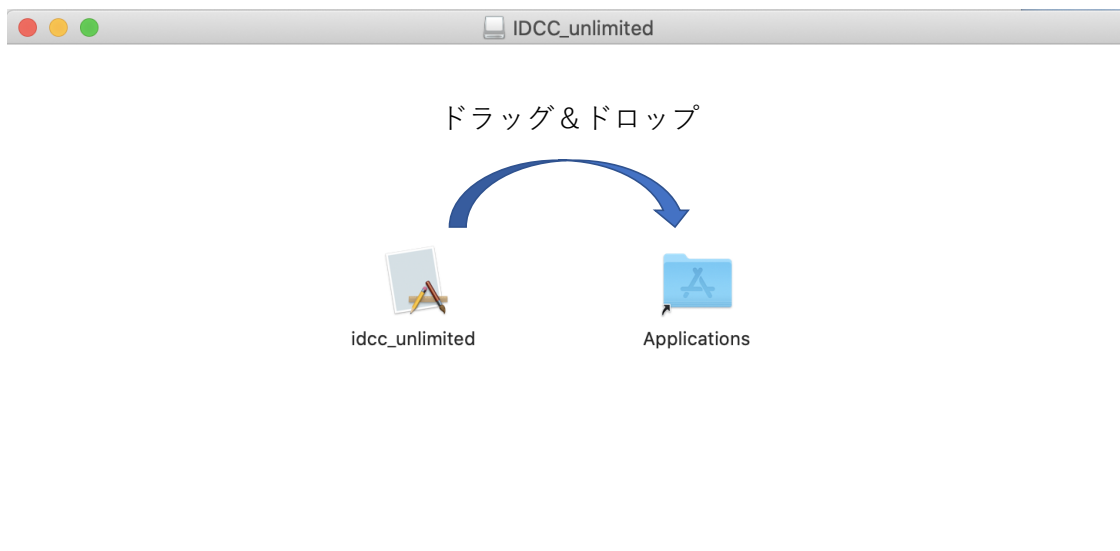 IDCC_unlimited
ドラッグ＆ドロップ
idcc_unlimited
Applications